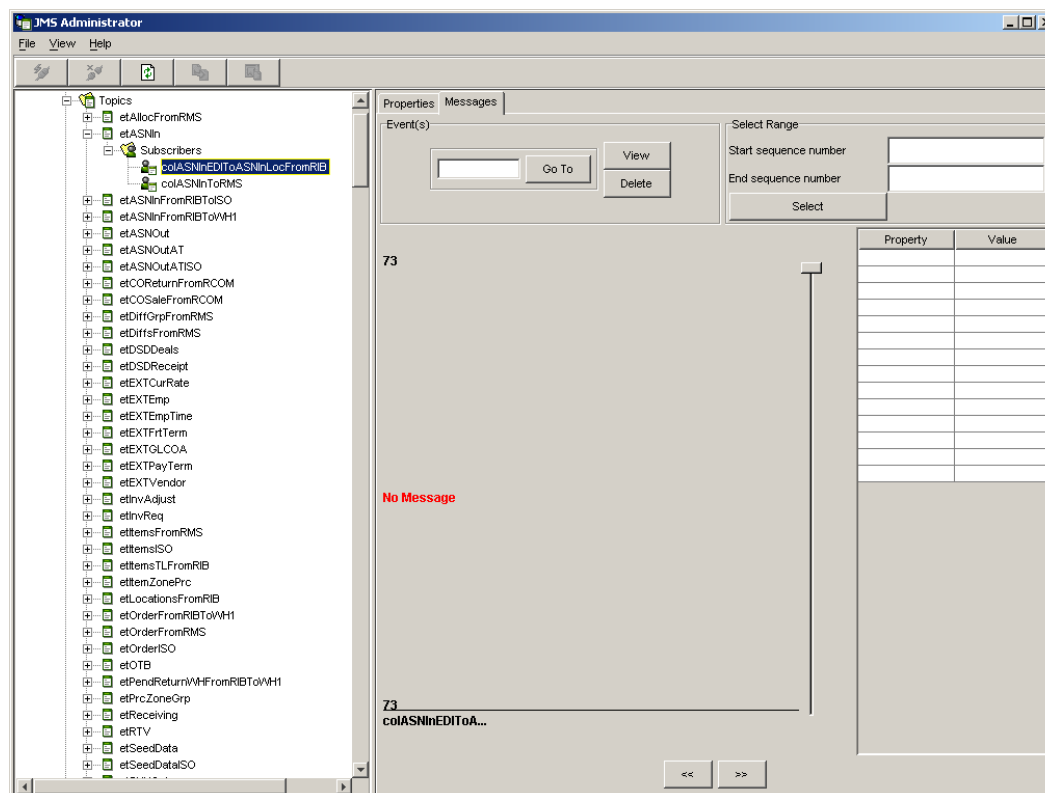 JMS Administrator
File View Help
Topics
etAllocFromRMS
etASNIn
Subscribers
colASNInEDIToASNInLocFromRIB
colASNInToRMS
etASNInFromRIBToISO
etASNInFromRIBToWH1
etASNOut
etASNOutAT
etASNOutATISO
etCOReturnFromRCOM
etCOSaleFromRCOM
etDiffGrpFromRMS
etDiffsFromRMS
etDSDDeals
etDSDReceipt
etEXTCurRate
etEXTEmp
etEXTEmpTime
etEXTFrtTerm
etEXTGLCOA
etEXTPayTerm
etEXTVendor
etInvAdjust
etInvReq
etItemsFromRMS
etItemsISO
etItemsTLFromRIB
etItemZonePrc
etLocationsFromRIB
etOrderFromRIBToWH1
etOrderFromRMS
etOrderISO
etOTB
etPendReturnWHFromRIBToWH1
etPrcZoneGrp
etReceiving
etRTV
etSeedData
etSeedDataISO
Properties Messages
Event(s)
Go To
View
Delete
Select Range
Start sequence number
End sequence number
Select
Property Value
73
No Message
73
colASNInEDIToA...
<< >>